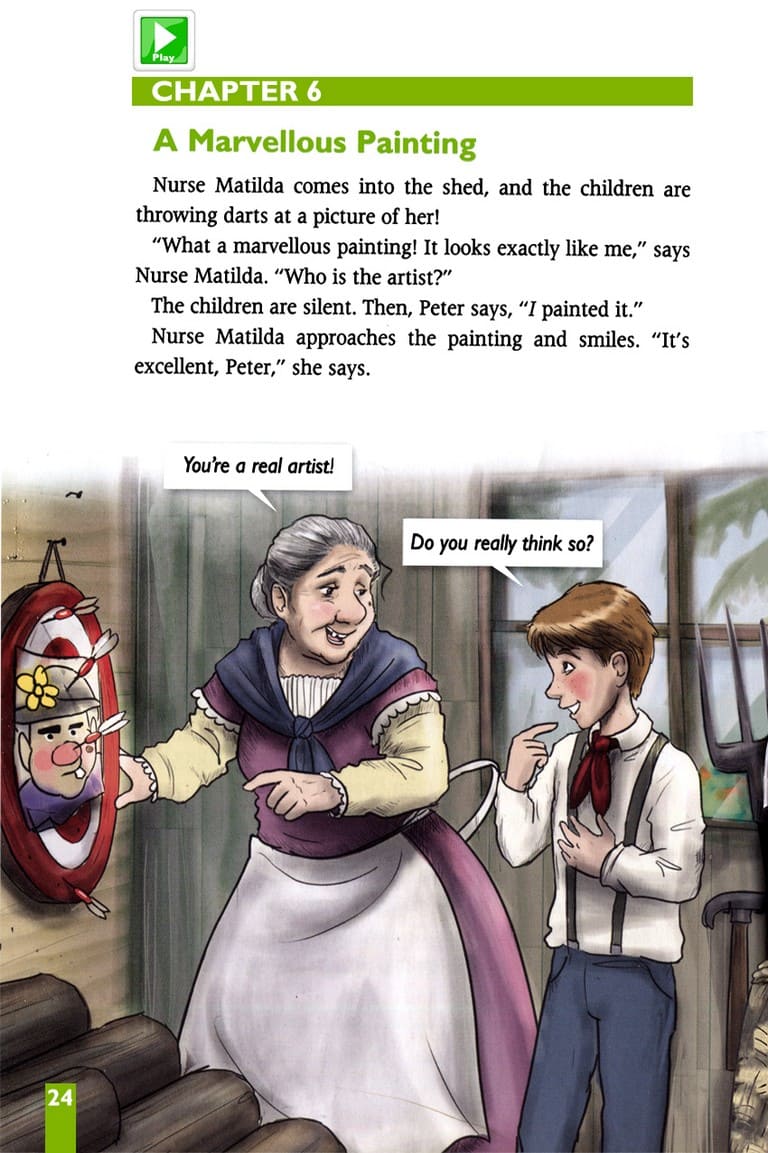 Play
CHAPTER 6
A Marvellous Painting
Nurse Matilda comes into the shed, and the children are
throwing darts at a picture of her!
“What a marvellous painting! It looks exactly like me,” says
Nurse Matilda. “Who is the artist?”
The children are silent. Then, Peter says, “I painted it.”
Nurse Matilda approaches the painting and smiles. “It’s
excellent, Peter,” she says.
You’re a real artist!
Do you really think so?
24